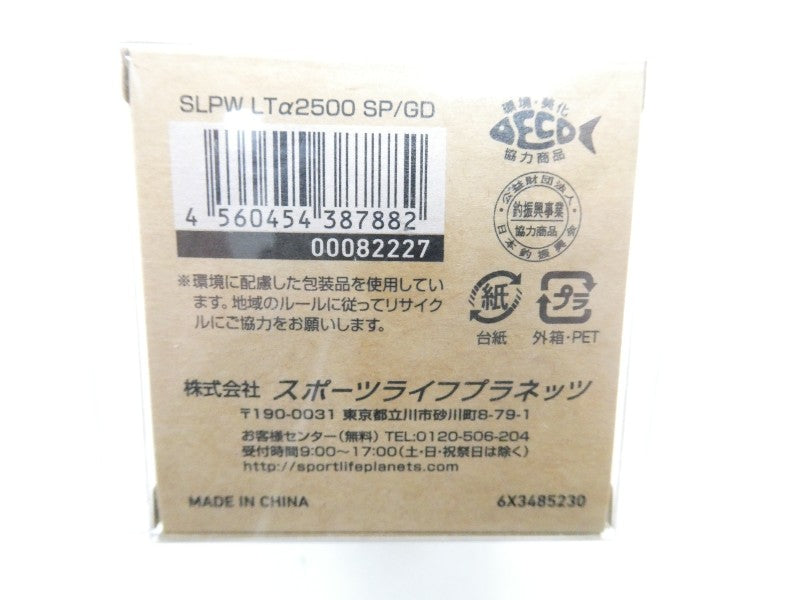 SLPW LTα2500 SP/GD
4 560454 387882
00082227
環境・美化
DECO
協力商品
公益財団法人
釣振興事業
協力商品
日本釣振興会
※環境に配慮した包装品を使用してい
ます。地域のルールに従ってリサイク
ルにご協力をお願いします。
紙
台紙
プラ
外箱・PET
株式会社 スポーツライフプラネッツ
〒190-0031 東京都立川市砂川町8-79-1
お客様センター(無料) TEL:0120-506-204
受付時間9:00〜17:00(土・日・祝祭日は除く)
http://sportlifeplanets.com
MADE IN CHINA
6X3485230